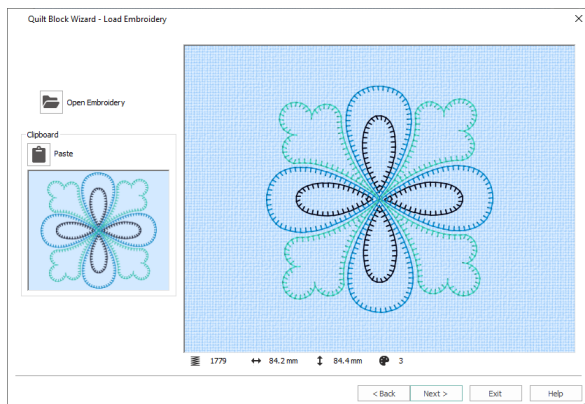 Quilt Block Wizard - Load Embroidery
Open Embroidery
Clipboard
Paste
1779 84.2 mm 84.4 mm 3
< Back Next > Exit Help